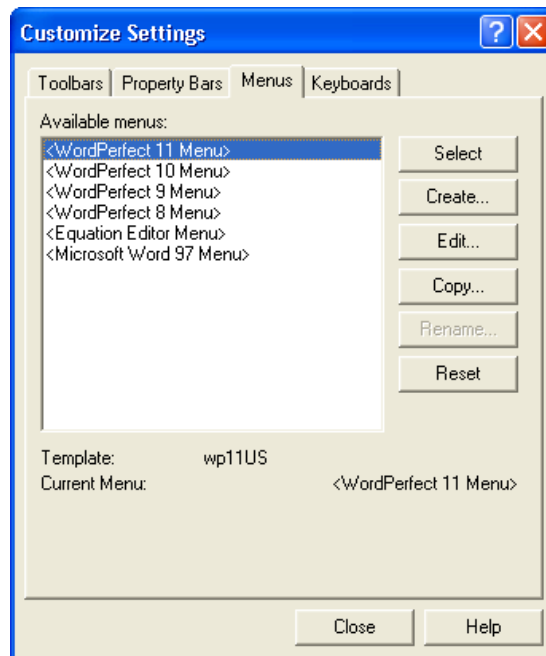 Customize Settings
Toolbars Property Bars Menus Keyboards
Available menus:
<WordPerfect 11 Menu>
<WordPerfect 10 Menu>
<WordPerfect 9 Menu>
<WordPerfect 8 Menu>
<Equation Editor Menu>
<Microsoft Word 97 Menu>
Select
Create...
Edit...
Copy...
Rename...
Reset
Template: wp11US
Current Menu: <WordPerfect 11 Menu>
Close Help